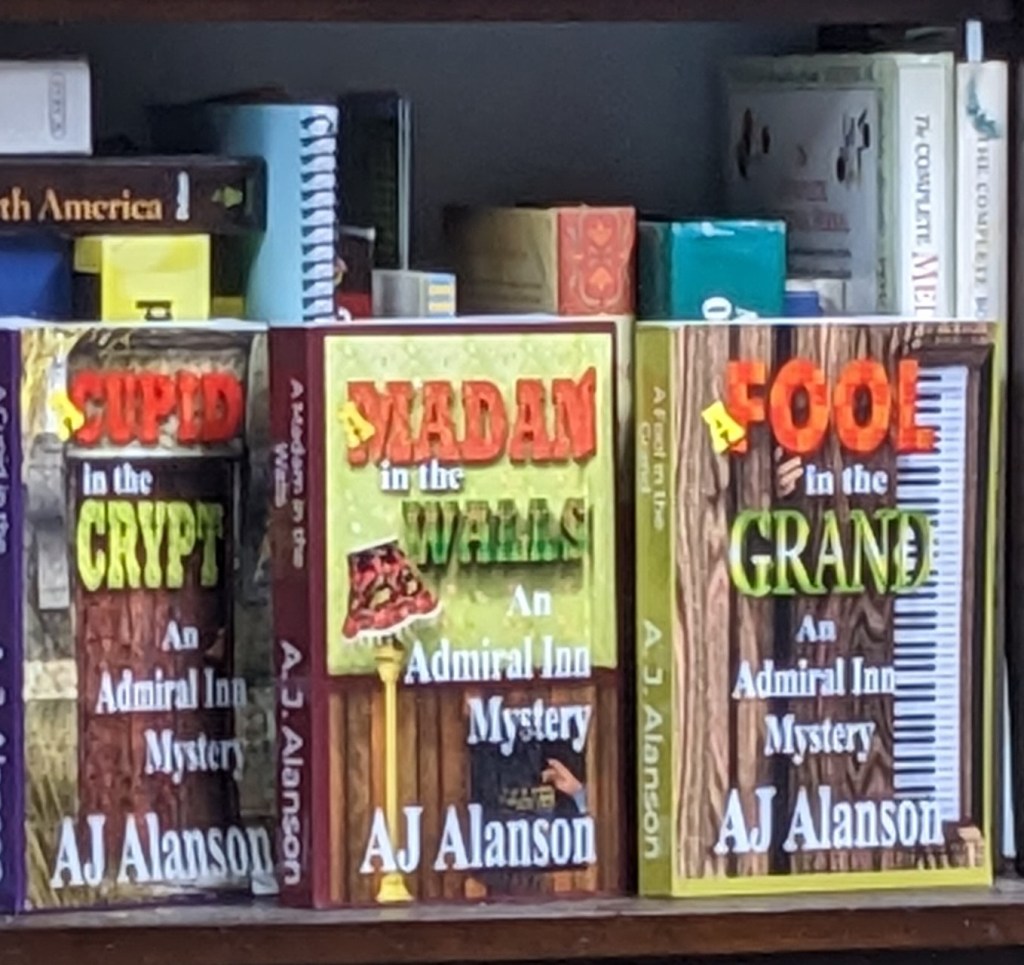 th America
The COMPLETE
THE COMPLETE
A
CUPID
in the
CRYPT
An
Admiral Inn
Mystery
AJ Alanson
A Madam in the
Walls
A. J. Alanson
A
MADAN
in the
WALLS
An
Admiral Inn
Mystery
AJ Alanson
A Fool in the
Grand
A. J. Alanson
A
FOOL
in the
GRAND
An
Admiral Inn
Mystery
AJ Alanson